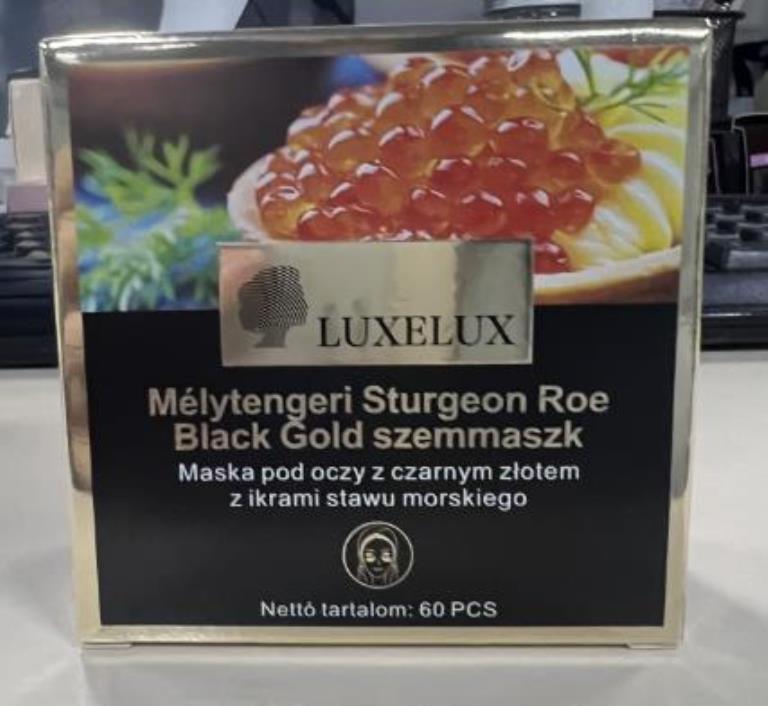 LUXELUX
Mélytengeri Sturgeon Roe
Black Gold szemmaszk
Maska pod oczy z czarnym złotem
z ikrami stawu morskiego
Nettó tartalom: 60 PCS